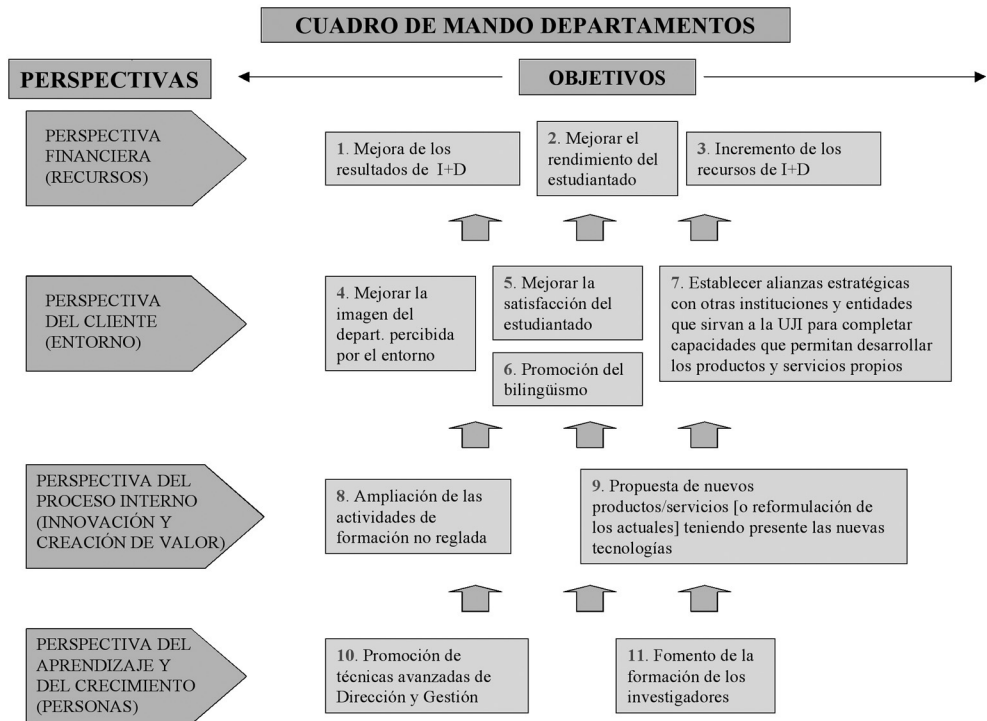 CUADRO DE MANDO DEPARTAMENTOS
PERSPECTIVAS
OBJETIVOS
PERSPECTIVA
FINANCIERA
(RECURSOS)
1. Mejora de los
resultados de I+D
2. Mejorar el
rendimiento del
estudiantado
3. Incremento de los
recursos de I+D
PERSPECTIVA
DEL CLIENTE
(ENTORNO)
4. Mejorar la
imagen del
depart. percibida
por el entorno
5. Mejorar la
satisfacción del
estudiantado
6. Promoción del
bilingüismo
7. Establecer alianzas estratégicas
con otras instituciones y entidades
que sirvan a la UJI para completar
capacidades que permitan desarrollar
los productos y servicios propios
PERSPECTIVA DEL
PROCESO INTERNO
(INNOVACIÓN Y
CREACIÓN DE VALOR)
8. Ampliación de las
actividades de
formación no reglada
9. Propuesta de nuevos
productos/servicios [o reformulación de
los actuales] teniendo presente las nuevas
tecnologías
PERSPECTIVA DEL
APRENDIZAJE Y
DEL CRECIMIENTO
(PERSONAS)
10. Promoción de
técnicas avanzadas de
Dirección y Gestión
11. Fomento de la
formación de los
investigadores